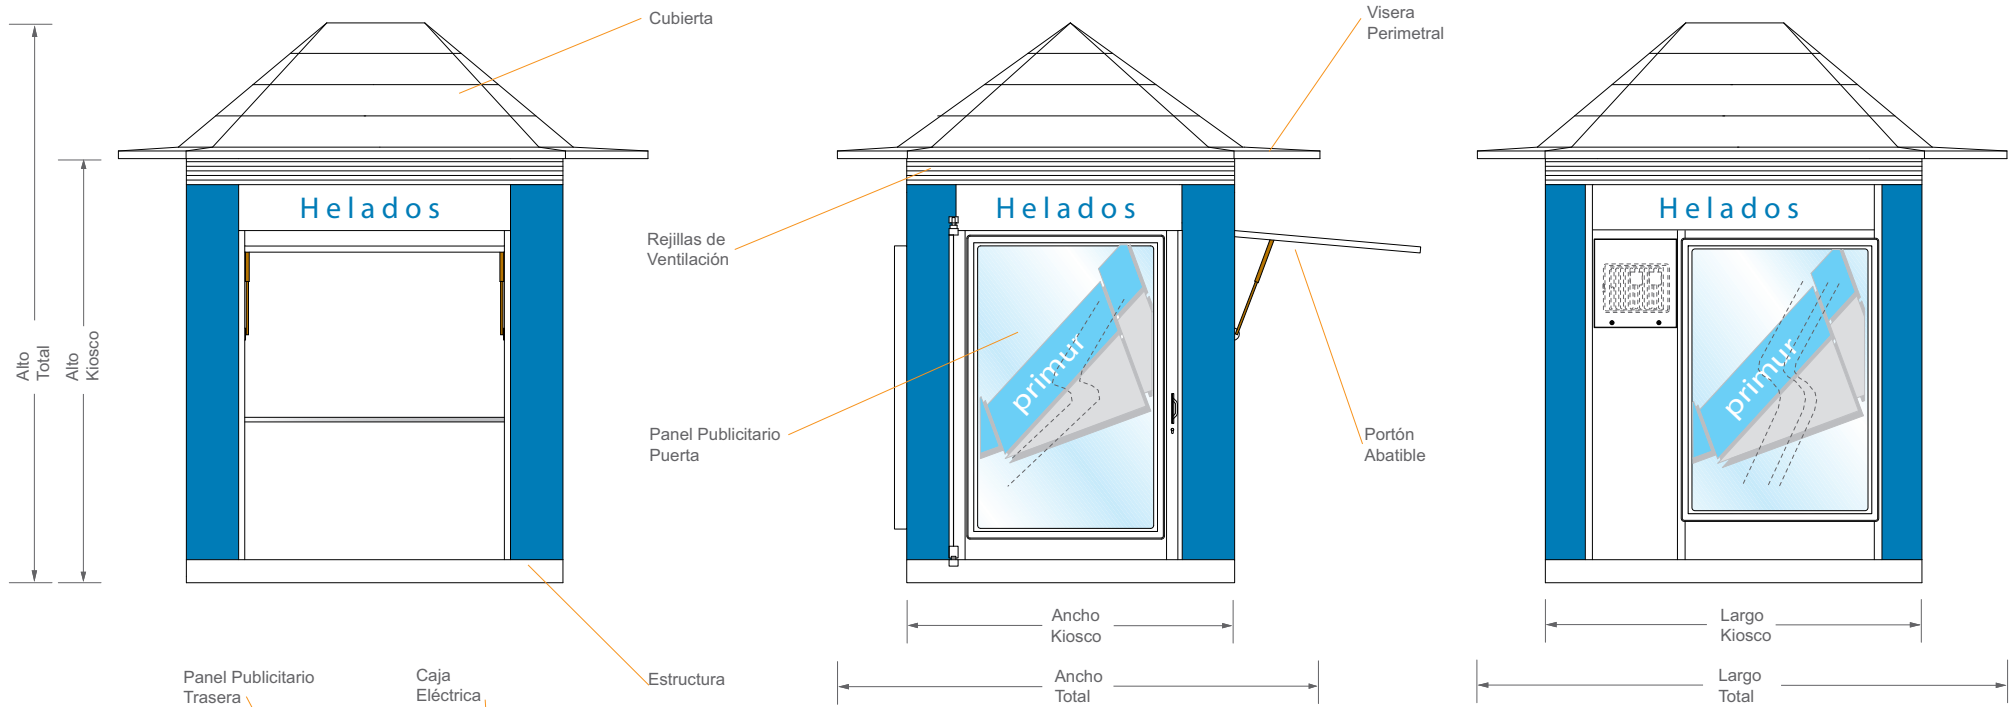 Cubierta
Visera
Perimetral
Helados
Helados
Helados
Rejillas de
Ventilación
Alto
Total
Alto
Kiosco
primur
primur
Panel Publicitario
Puerta
Portón
Abatible
Ancho
Kiosco
Largo
Kiosco
Panel Publicitario
Trasera
Caja
Eléctrica
Estructura
Ancho
Total
Largo
Total